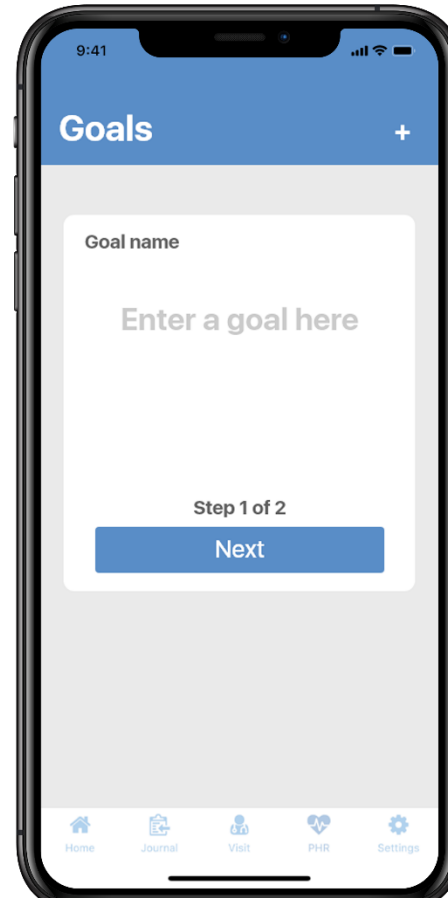 9:41
Goals +
Goal name
Enter a goal here
Step 1 of 2
Next
Home Journal Visit PHR Settings